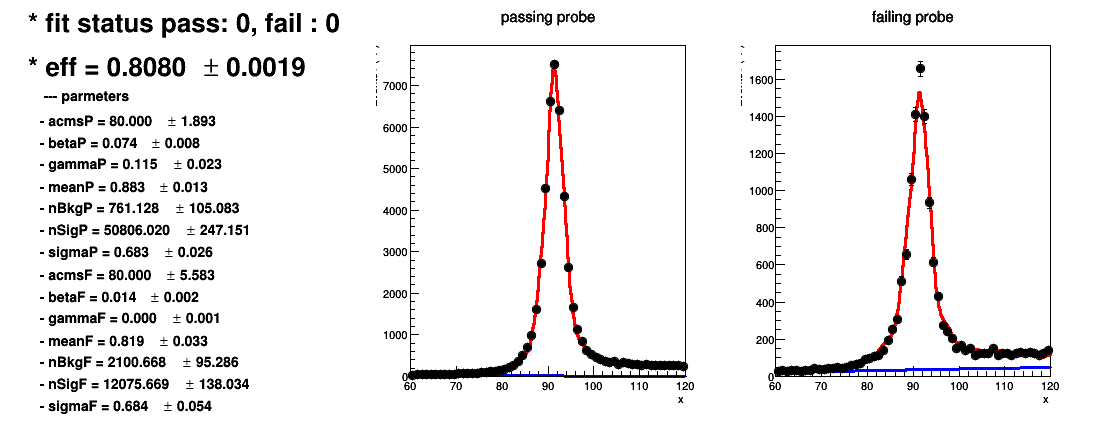 * fit status pass: 0, fail : 0
* eff = 0.8080 ± 0.0019
--- parmeters
- acmsP = 80.000 ± 1.893
- betaP = 0.074 ± 0.008
- gammaP = 0.115 ± 0.023
- meanP = 0.883 ± 0.013
- nBkgP = 761.128 ± 105.083
- nSigP = 50806.020 ± 247.151
- sigmaP = 0.683 ± 0.026
- acmsF = 80.000 ± 5.583
- betaF = 0.014 ± 0.002
- gammaF = 0.000 ± 0.001
- meanF = 0.819 ± 0.033
- nBkgF = 2100.668 ± 95.286
- nSigF = 12075.669 ± 138.034
- sigmaF = 0.684 ± 0.054
passing probe
7000
6000
5000
4000
3000
2000
1000
0
60 70 80 90 100 110 120
x
failing probe
1600
1400
1200
1000
800
600
400
200
0
60 70 80 90 100 110 120
x